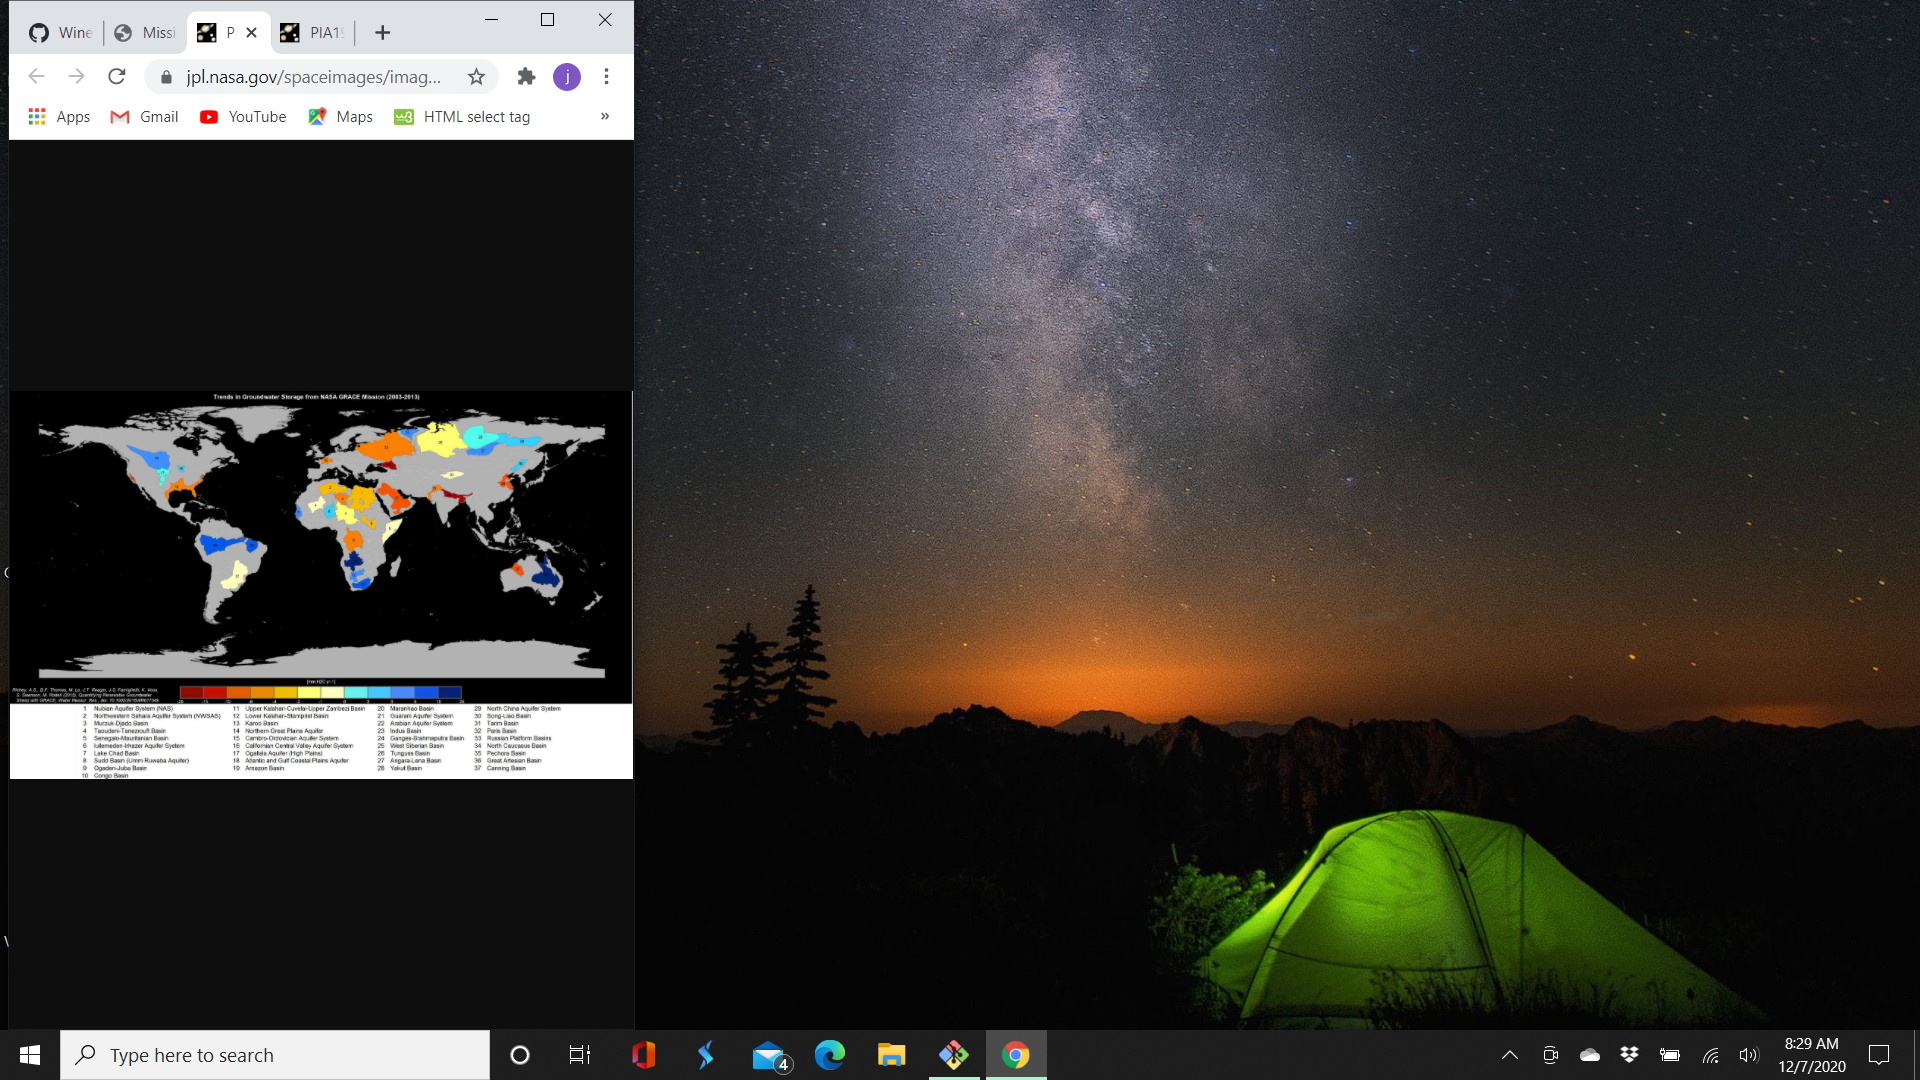 Wine
Missi
P
PIA19
jpl.nasa.gov/spaceimages/imag...
j
Apps
Gmail
YouTube
Maps
w3
HTML select tag
»
Trends in Groundwater Storage from NASA GRACE Mission (2003-2013)
1 Nubian Aquifer System (NAS)
2 Northwestern Sahara Aquifer System (NWSAS)
3 Murzuk-Djado Basin
4 Taoudeni-Tanezrouft Basin
5 Senegalo-Mauritanian Basin
6 Iullemeden-Irhazer Aquifer System
7 Lake Chad Basin
8 Sudd Basin (Umm Ruwaba Aquifer)
9 Ogaden-Juba Basin
10 Congo Basin
11 Upper Kalahari-Cuvelai-Upper Zambezi Basin
12 Lower Kalahari-Stampriet Basin
13 Karoo Basin
14 Northern Great Plains Aquifer
15 Cambro-Ordovician Aquifer System
16 Californian Central Valley Aquifer System
17 Ogallala Aquifer (High Plains)
18 Atlantic and Gulf Coastal Plains Aquifer
19 Amazon Basin
20 Maranhao Basin
21 Guarani Aquifer System
22 Arabian Aquifer System
23 Indus Basin
24 Ganges-Brahmaputra Basin
25 West Siberian Basin
26 Tunguss Basin
27 Angara-Lena Basin
28 Yakut Basin
29 North China Aquifer System
30 Song-Liao Basin
31 Tarim Basin
32 Paris Basin
33 Russian Platform Basins
34 North Caucasus Basin
35 Pechora Basin
36 Great Artesian Basin
37 Canning Basin
Type here to search
4
8:29 AM
12/7/2020